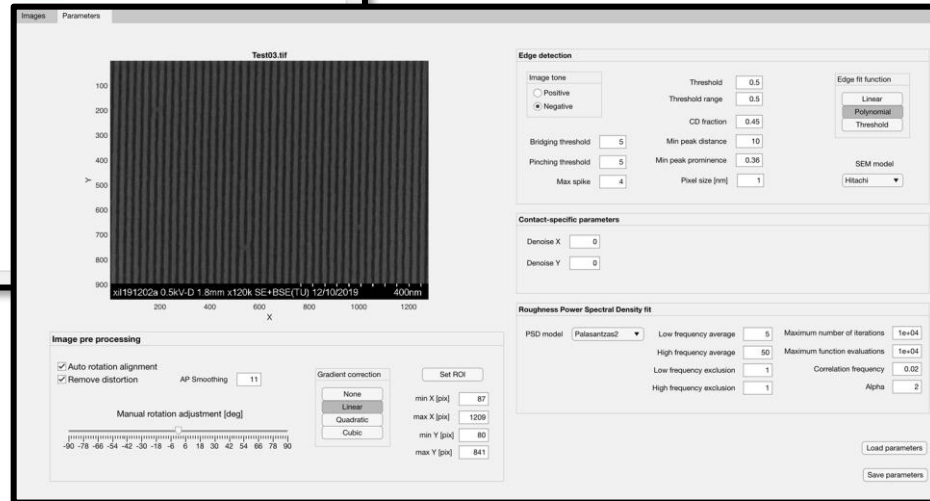 Images Parameters
Test03.tif
100
200
300
400
500
600
700
800
900
Y
xil191202a 0.5kV-D 1.8mm x120k SE+BSE(TU) 12/10/2019 400nm
200 400 600 800 1000 1200
X
Image pre processing
Auto rotation alignment
Remove distortion
AP Smoothing 11
Manual rotation adjustment [deg]
-90 -78 -66 -54 -42 -30 -18 -6 6 18 30 42 54 66 78 90
Gradient correction
None
Linear
Quadratic
Cubic
Set ROI
min X [pix] 87
max X [pix] 1209
min Y [pix] 80
max Y [pix] 841
Edge detection
Image tone
Positive
Negative
Bridging threshold 5
Pinching threshold 5
Max spike 4
Threshold 0.5
Threshold range 0.5
CD fraction 0.45
Min peak distance 10
Min peak prominence 0.36
Pixel size [nm] 1
Edge fit function
Linear
Polynomial
Threshold
SEM model
Hitachi
Contact-specific parameters
Denoise X 0
Denoise Y 0
Roughness Power Spectral Density fit
PSD model Palasantzas2
Low frequency average 5
High frequency average 50
Low frequency exclusion 1
High frequency exclusion 1
Maximum number of iterations 1e+04
Maximum function evaluations 1e+04
Correlation frequency 0.02
Alpha 2
Load parameters
Save parameters